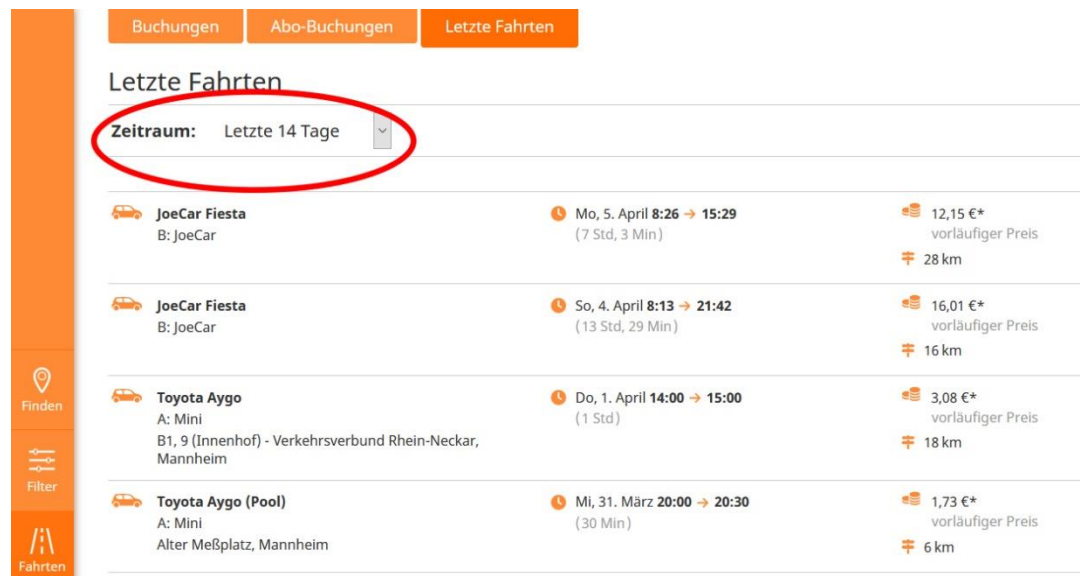 Buchungen Abo-Buchungen Letzte Fahrten
Letzte Fahrten
Zeitraum: Letzte 14 Tage
JoeCar Fiesta
B: JoeCar
Mo, 5. April 8:26 → 15:29
(7 Std, 3 Min)
12,15 €*
vorläufiger Preis
28 km
JoeCar Fiesta
B: JoeCar
So, 4. April 8:13 → 21:42
(13 Std, 29 Min)
16,01 €*
vorläufiger Preis
16 km
Toyota Aygo
A: Mini
B1, 9 (Innenhof) - Verkehrsverbund Rhein-Neckar,
Mannheim
Do, 1. April 14:00 → 15:00
(1 Std)
3,08 €*
vorläufiger Preis
18 km
Toyota Aygo (Pool)
A: Mini
Alter Meßplatz, Mannheim
Mi, 31. März 20:00 → 20:30
(30 Min)
1,73 €*
vorläufiger Preis
6 km
Finden
Filter
Fahrten